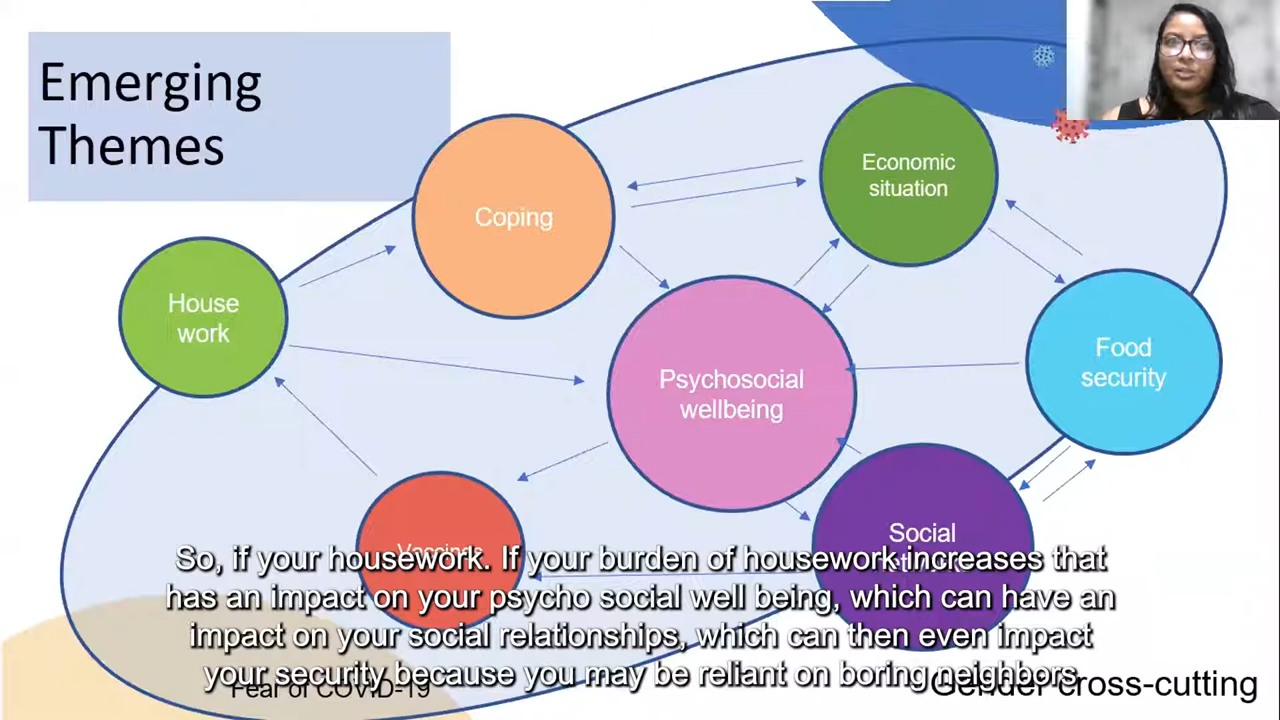 Emerging
Themes
Economic
situation
Coping
House
work
Food
security
Psychosocial
wellbeing
Social
So, if your housework. If your burden of housework increases that
has an impact on your psycho social well being, which can have an
impact on your social relationships, which can then even impact
your security because you may be reliant on boring neighbors
Fear of COVID-19
Gender cross-cutting